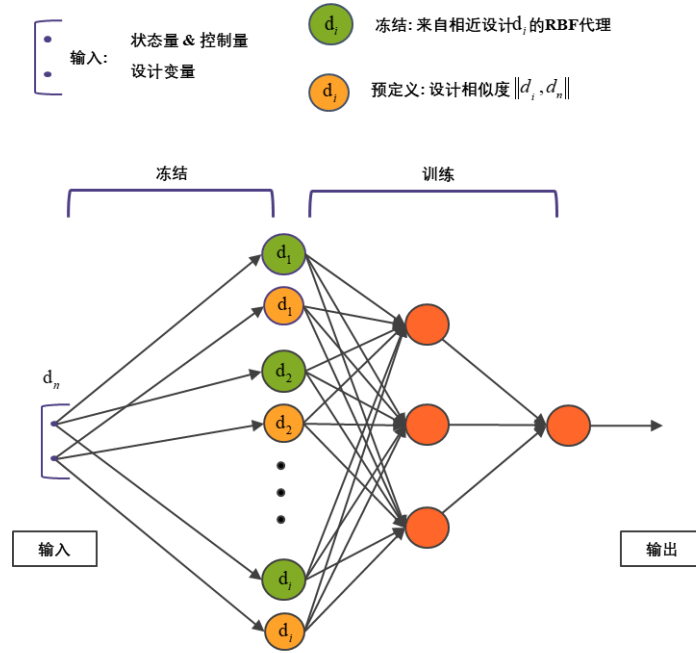 输入:
状态量 & 控制量
设计变量
d_i
冻结: 来自相近设计d_i的RBF代理
d_i
预定义: 设计相似度‖d_i, d_n‖
冻结
训练
d_1
d_1
d_2
d_n
d_2
d_i
d_i
输入
输出